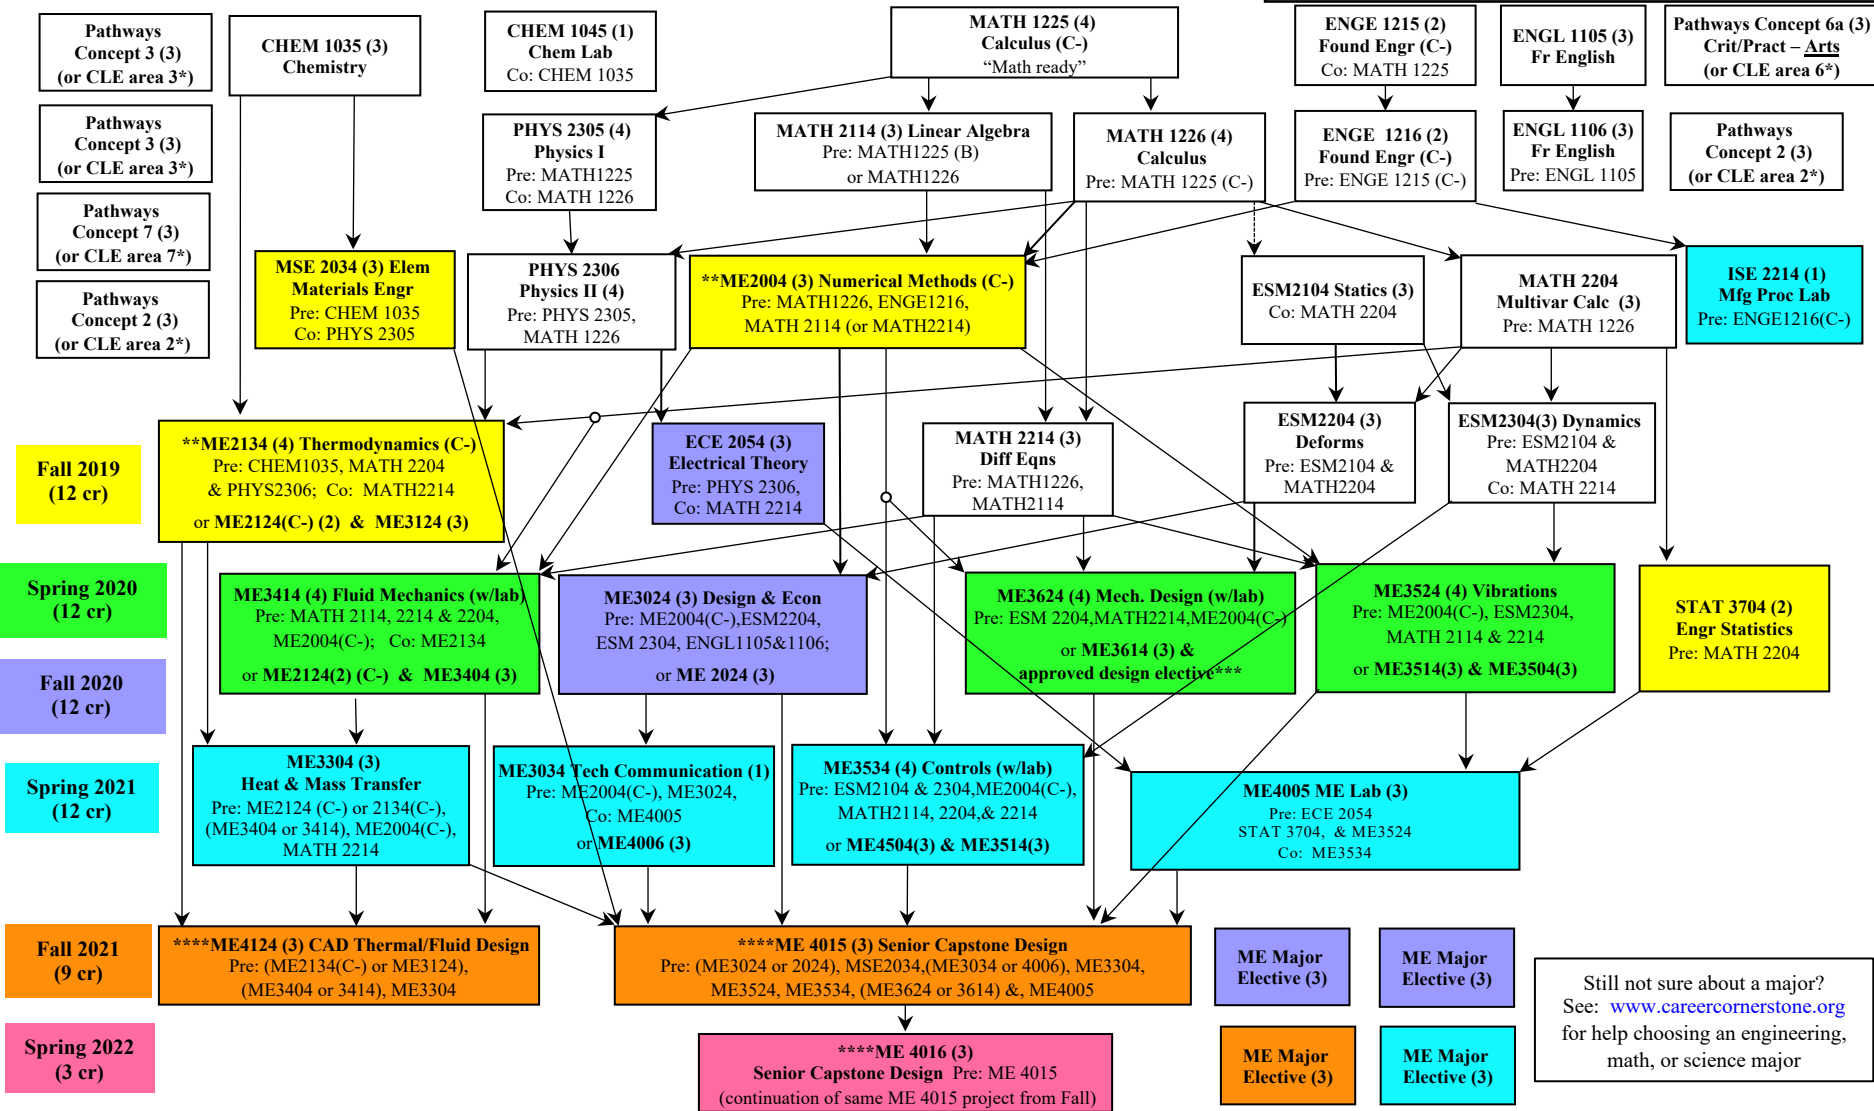 Pathways
Concept 3 (3)
(or CLE area 3*)
CHEM 1035 (3)
Chemistry
CHEM 1045 (1)
Chem Lab
Co: CHEM 1035
MATH 1225 (4)
Calculus (C-)
“Math ready”
ENGE 1215 (2)
Found Engr (C-)
Co: MATH 1225
ENGL 1105 (3)
Fr English
Pathways Concept 6a (3)
Crit/Pract – Arts
(or CLE area 6*)
Pathways
Concept 3 (3)
(or CLE area 3*)
PHYS 2305 (4)
Physics I
Pre: MATH1225
Co: MATH 1226
MATH 2114 (3) Linear Algebra
Pre: MATH1225 (B)
or MATH1226
MATH 1226 (4)
Calculus
Pre: MATH 1225 (C-)
ENGE 1216 (2)
Found Engr (C-)
Pre: ENGE 1215 (C-)
ENGL 1106 (3)
Fr English
Pre: ENGL 1105
Pathways
Concept 2 (3)
(or CLE area 2*)
Pathways
Concept 7 (3)
(or CLE area 7*)
Pathways
Concept 2 (3)
(or CLE area 2*)
MSE 2034 (3) Elem
Materials Engr
Pre: CHEM 1035
Co: PHYS 2305
PHYS 2306
Physics II (4)
Pre: PHYS 2305,
MATH 1226
**ME2004 (3) Numerical Methods (C-)
Pre: MATH1226, ENGE1216,
MATH 2114 (or MATH2214)
ESM2104 Statics (3)
Co: MATH 2204
MATH 2204
Multivar Calc (3)
Pre: MATH 1226
ISE 2214 (1)
Mfg Proc Lab
Pre: ENGE1216(C-)
Fall 2019
(12 cr)
**ME2134 (4) Thermodynamics (C-)
Pre: CHEM1035, MATH 2204
& PHYS2306; Co: MATH2214
or ME2124(C-) (2) & ME3124 (3)
ECE 2054 (3)
Electrical Theory
Pre: PHYS 2306,
Co: MATH 2214
MATH 2214 (3)
Diff Eqns
Pre: MATH1226,
MATH2114
ESM2204 (3)
Deforms
Pre: ESM2104 &
MATH2204
ESM2304(3) Dynamics
Pre: ESM2104 &
MATH2204
Co: MATH 2214
Spring 2020
(12 cr)
Fall 2020
(12 cr)
ME3414 (4) Fluid Mechanics (w/lab)
Pre: MATH 2114, 2214 & 2204,
ME2004(C-); Co: ME2134
or ME2124(2) (C-) & ME3404 (3)
ME3024 (3) Design & Econ
Pre: ME2004(C-),ESM2204,
ESM 2304, ENGL1105&1106;
or ME 2024 (3)
ME3624 (4) Mech. Design (w/lab)
Pre: ESM 2204,MATH2214,ME2004(C-)
or ME3614 (3) &
approved design elective***
ME3524 (4) Vibrations
Pre: ME2004(C-), ESM2304,
MATH 2114 & 2214
or ME3514(3) & ME3504(3)
STAT 3704 (2)
Engr Statistics
Pre: MATH 2204
Spring 2021
(12 cr)
ME3304 (3)
Heat & Mass Transfer
Pre: ME2124 (C-) or 2134(C-),
(ME3404 or 3414), ME2004(C-),
MATH 2214
ME3034 Tech Communication (1)
Pre: ME2004(C-), ME3024,
Co: ME4005
or ME4006 (3)
ME3534 (4) Controls (w/lab)
Pre: ESM2104 & 2304,ME2004(C-),
MATH2114, 2204,& 2214
or ME4504(3) & ME3514(3)
ME4005 ME Lab (3)
Pre: ECE 2054
STAT 3704, & ME3524
Co: ME3534
Fall 2021
(9 cr)
****ME4124 (3) CAD Thermal/Fluid Design
Pre: (ME2134(C-) or ME3124),
(ME3404 or 3414), ME3304
****ME 4015 (3) Senior Capstone Design
Pre: (ME3024 or 2024), MSE2034,(ME3034 or 4006), ME3304,
ME3524, ME3534, (ME3624 or 3614) &, ME4005
ME Major
Elective (3)
ME Major
Elective (3)
Still not sure about a major?
See: www.careercornerstone.org
for help choosing an engineering,
math, or science major
Spring 2022
(3 cr)
****ME 4016 (3)
Senior Capstone Design Pre: ME 4015
(continuation of same ME 4015 project from Fall)
ME Major
Elective (3)
ME Major
Elective (3)